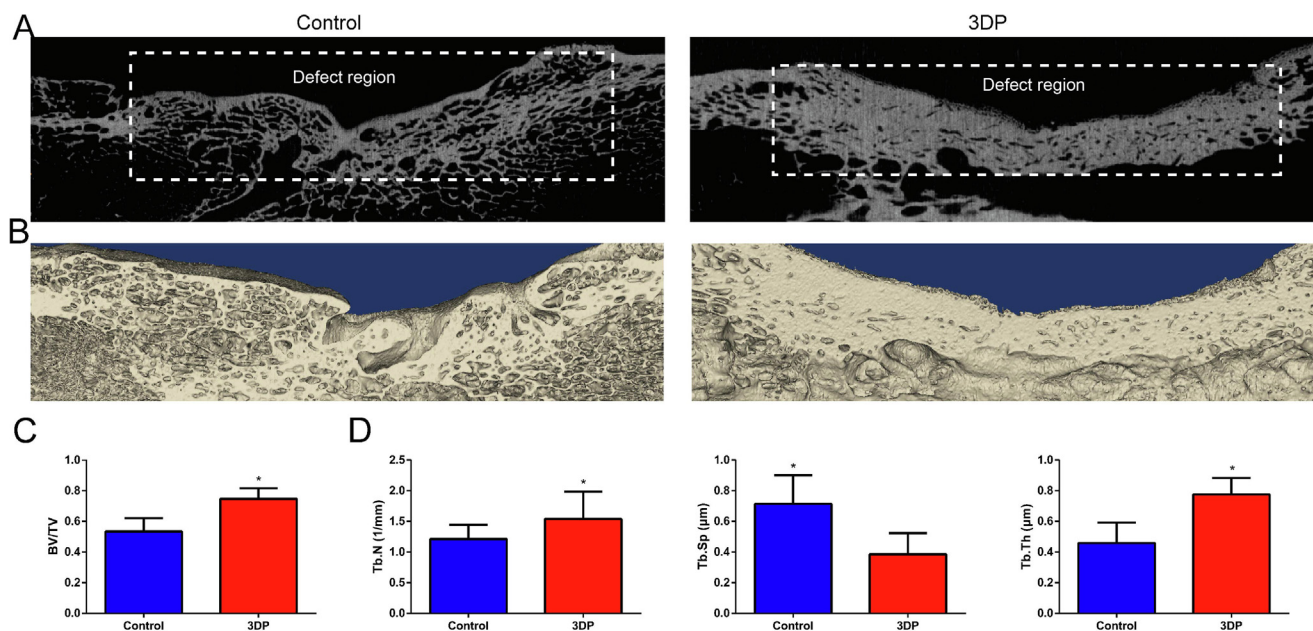 A
Control
3DP
Defect region
Defect region
B
C
D
BV/TV
1.0
0.8
0.6
0.4
0.2
0.0
*
Control
3DP
Tb.N (1/mm)
2.5
2.0
1.5
1.0
0.5
0.0
*
Control
3DP
Tb.Sp (μm)
1.0
0.8
0.6
0.4
0.2
0.0
*
Control
3DP
Tb.Th (μm)
1.0
0.8
0.6
0.4
0.2
0.0
*
Control
3DP